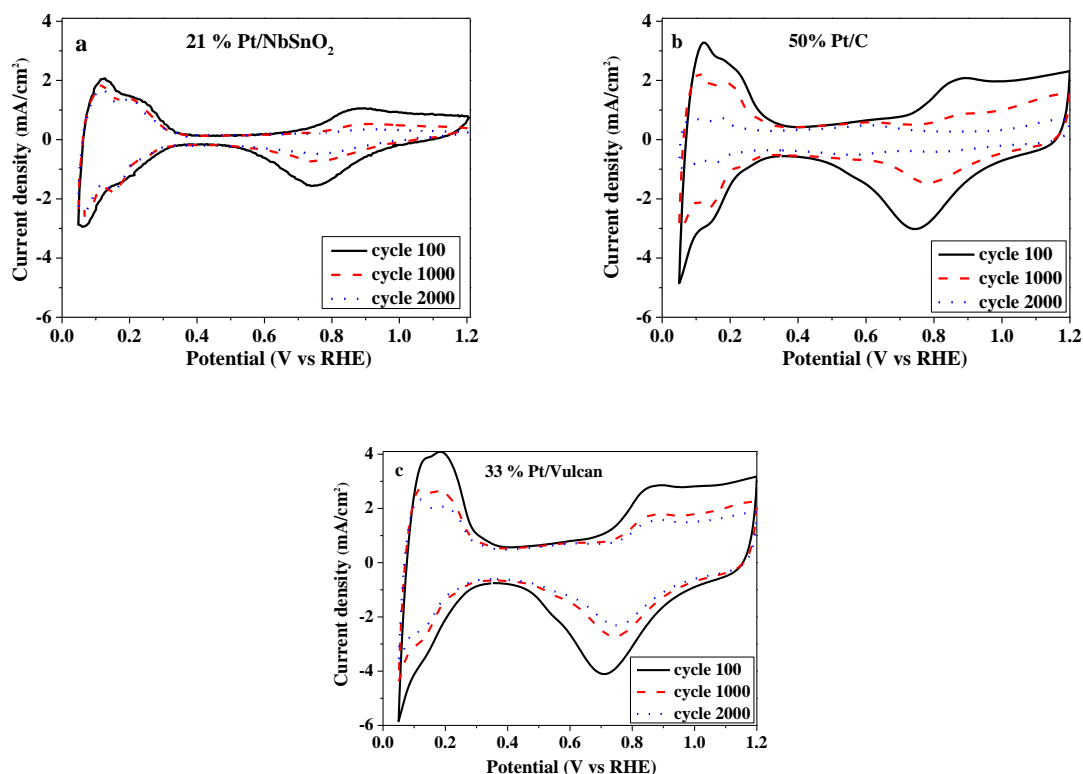 a
21 % Pt/NbSnO₂
4
2
0
-2
-4
-6
Current density (mA/cm²)
cycle 100
cycle 1000
cycle 2000
0.0 0.2 0.4 0.6 0.8 1.0 1.2
Potential (V vs RHE)
b
50% Pt/C
4
2
0
-2
-4
-6
Current density (mA/cm²)
cycle 100
cycle 1000
cycle 2000
0.0 0.2 0.4 0.6 0.8 1.0 1.2
Potential (V vs RHE)
c
33 % Pt/Vulcan
4
2
0
-2
-4
-6
Current density (mA/cm²)
cycle 100
cycle 1000
cycle 2000
0.0 0.2 0.4 0.6 0.8 1.0 1.2
Potential (V vs RHE)